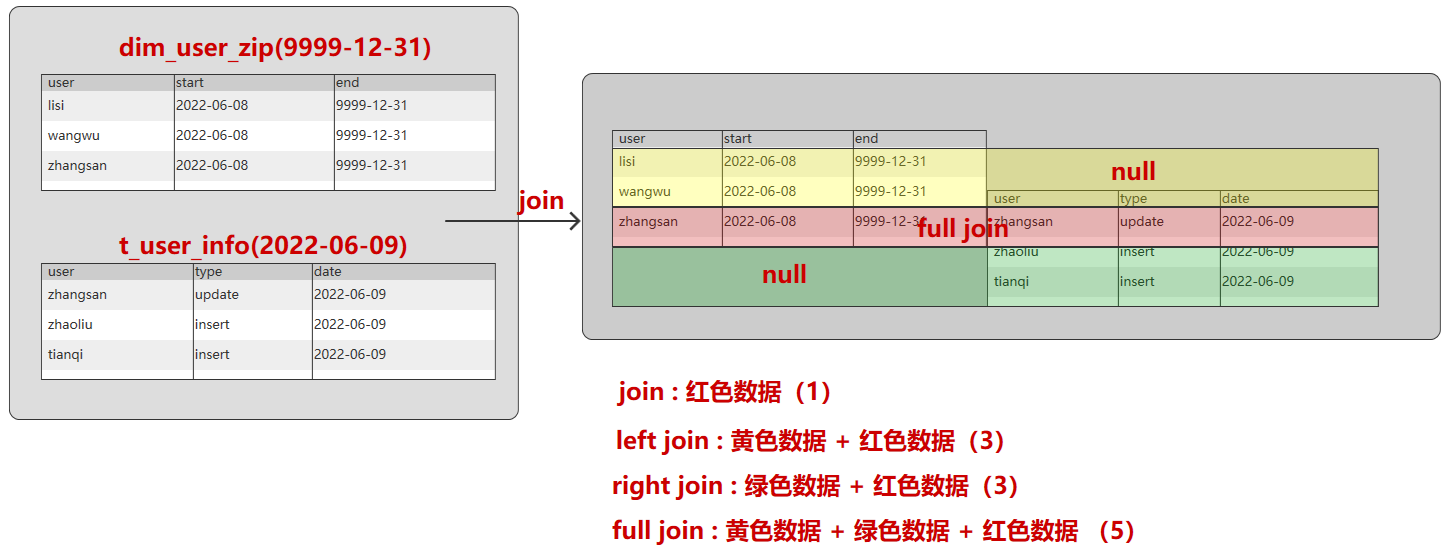 dim_user_zip(9999-12-31)
user start end
lisi 2022-06-08 9999-12-31
wangwu 2022-06-08 9999-12-31
zhangsan 2022-06-08 9999-12-31
t_user_info(2022-06-09)
user type date
zhangsan update 2022-06-09
zhaoliu insert 2022-06-09
tianqi insert 2022-06-09
join
user start end
lisi 2022-06-08 9999-12-31
null
wangwu 2022-06-08 9999-12-31
user type date
zhangsan 2022-06-08 9999-12-31 zhangsan update 2022-06-09
full join
zhaoliu insert 2022-06-09
null
tianqi insert 2022-06-09
join : 红色数据（1）
left join : 黄色数据 + 红色数据（3）
right join : 绿色数据 + 红色数据（3）
full join : 黄色数据 + 绿色数据 + 红色数据 （5）